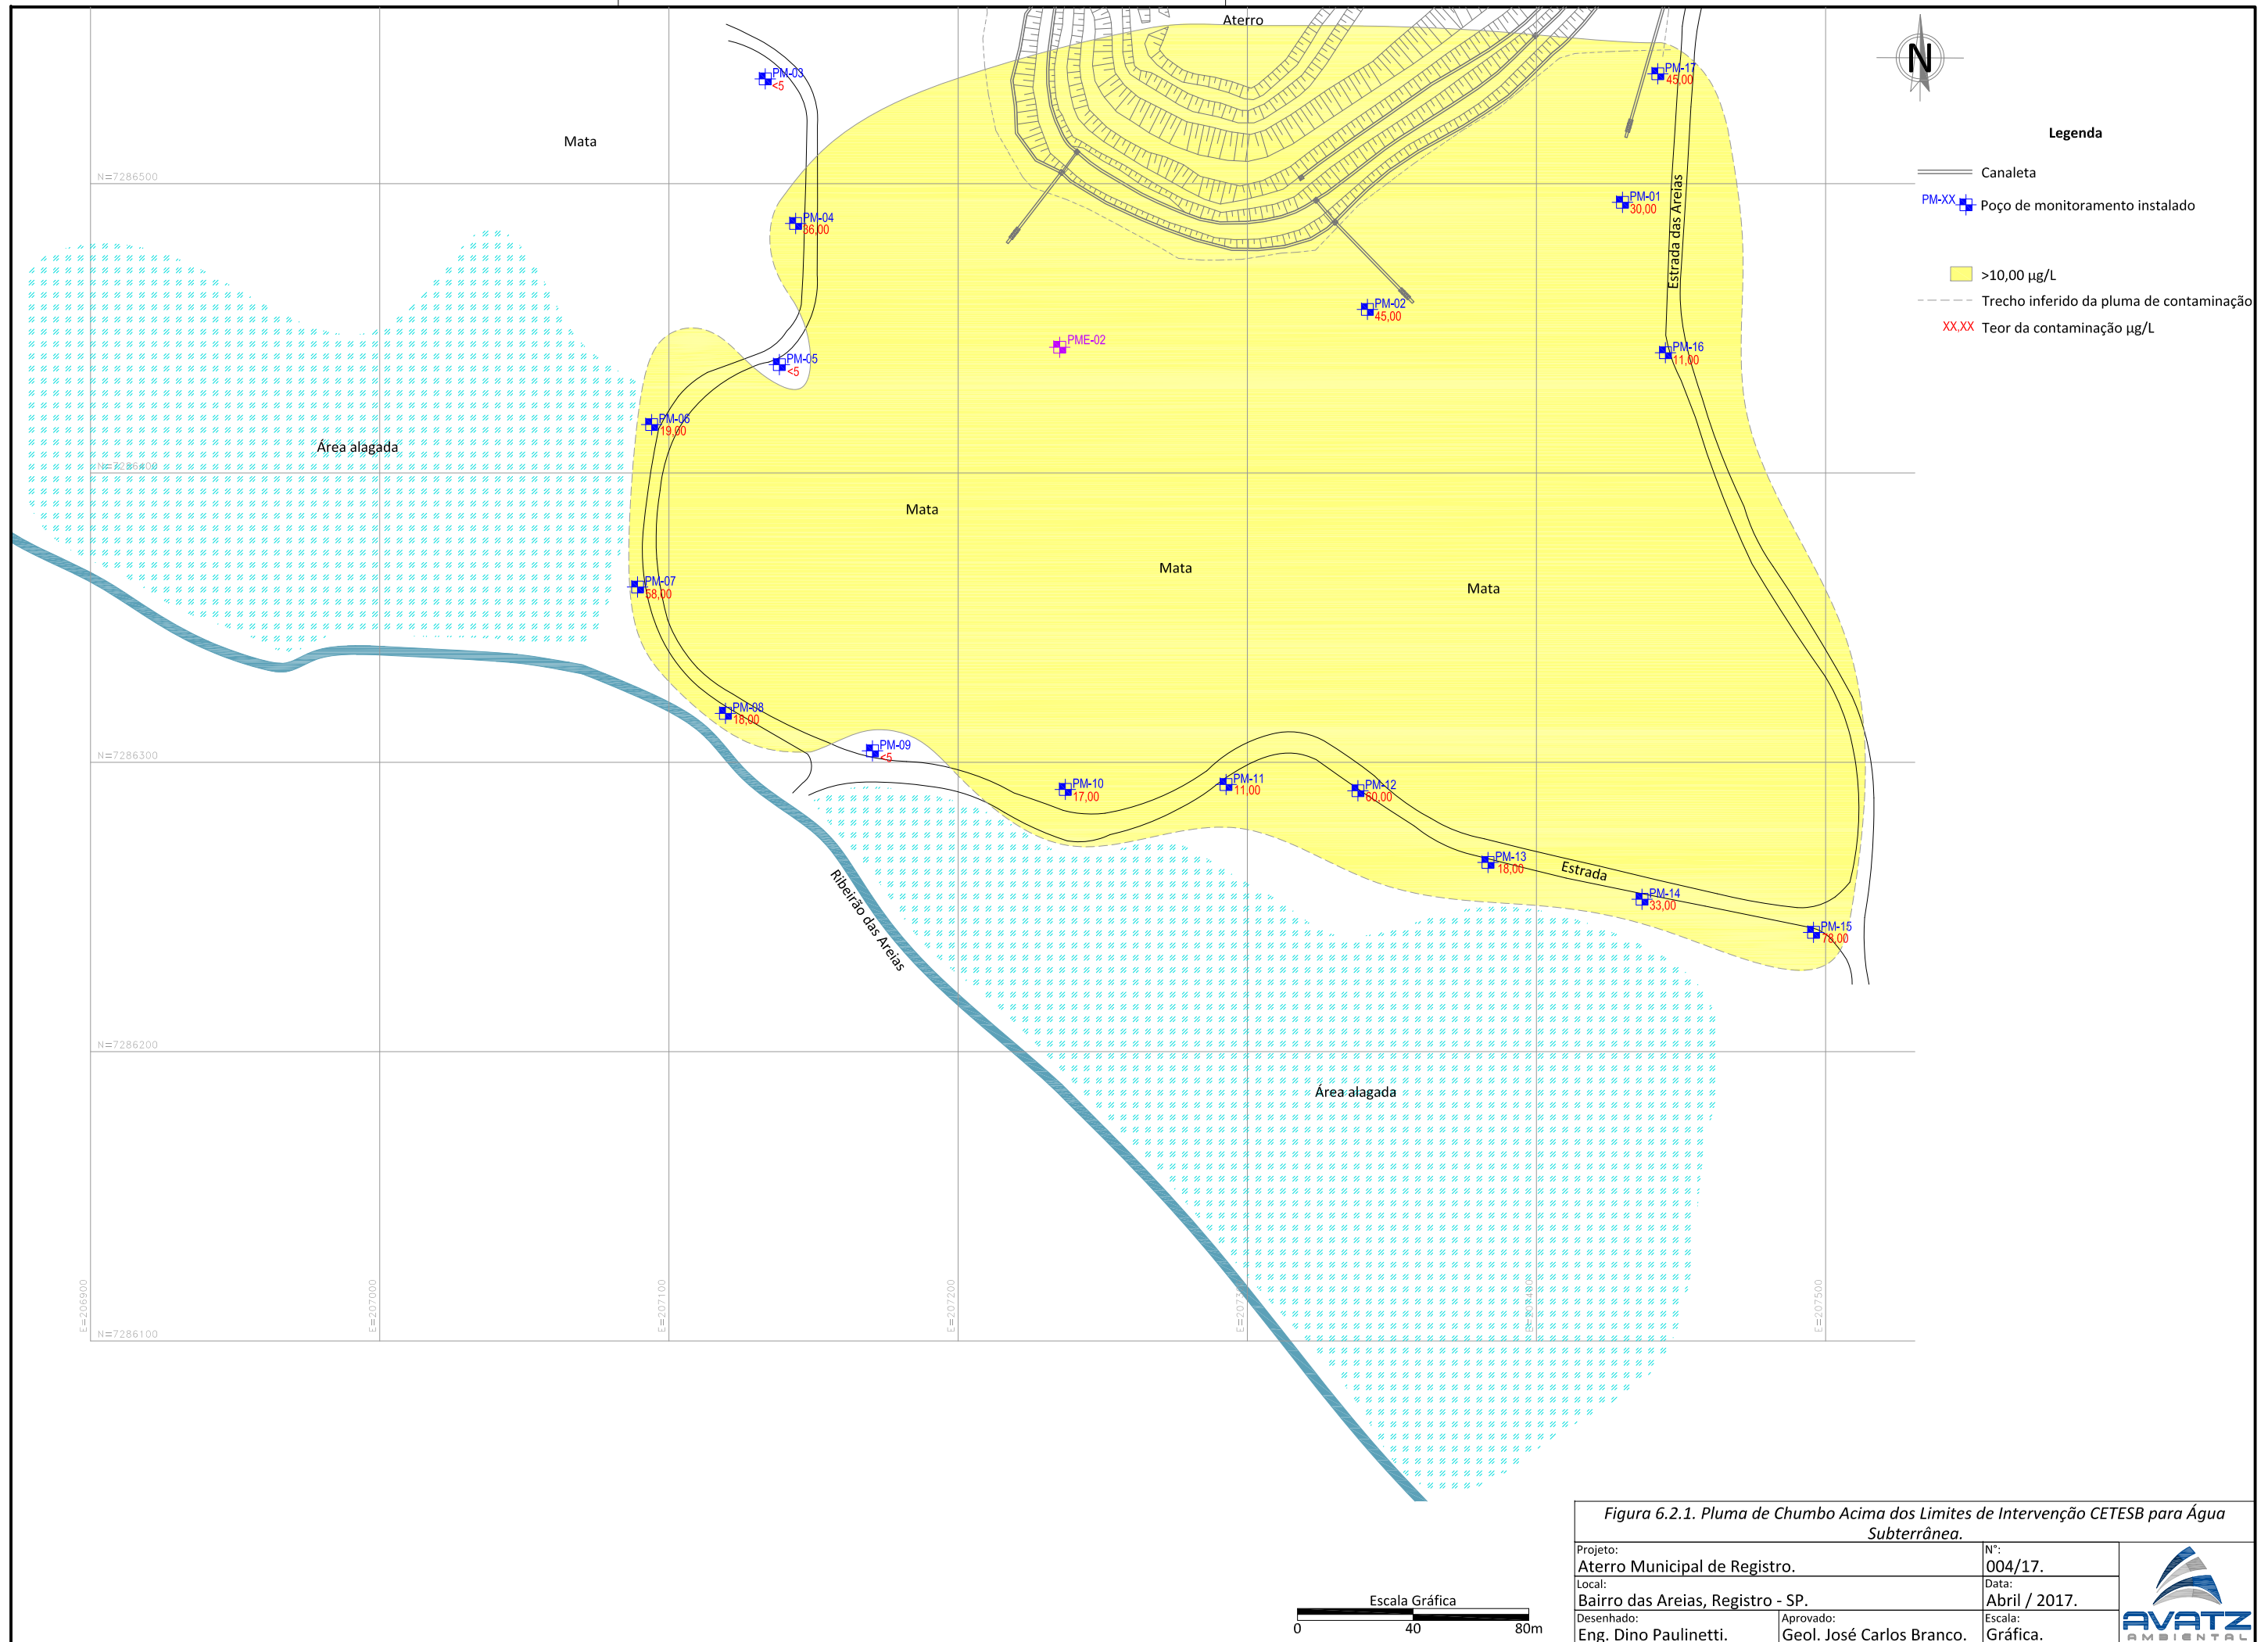 Aterro
N
PM-03
<5
PM-17
45,00
Legenda
Mata
Canaleta
N=7286500
PM-01
30,00
PM-XX
Poço de monitoramento instalado
Estrada das Areias
PM-04
36,00
>10,00 µg/L
Trecho inferido da pluma de contaminação
PM-02
45,00
XX,XX
Teor da contaminação µg/L
PME-02
PM-16
11,00
PM-05
<5
PM-06
19,00
Área alagada
N=7286400
Mata
Mata
Mata
PM-07
58,00
PM-08
18,00
PM-09
<5
N=7286300
PM-10
17,00
PM-11
11,00
PM-12
60,00
PM-13
18,00
Estrada
PM-14
33,00
PM-15
78,00
Ribeirão das Areias
N=7286200
Área alagada
E=206900
E=207000
E=207100
E=207200
E=207400
E=207500
N=7286100
Figura 6.2.1. Pluma de Chumbo Acima dos Limites de Intervenção CETESB para Água
Subterrânea.
Projeto:
Aterro Municipal de Registro.
N°:
004/17.
Local:
Bairro das Areias, Registro - SP.
Data:
Abril / 2017.
Desenhado:
Eng. Dino Paulinetti.
Aprovado:
Geol. José Carlos Branco.
Escala:
Gráfica.
AVATZ
AMBIENTAL
Escala Gráfica
0 40 80m